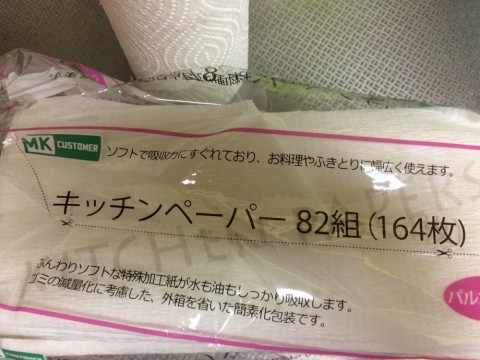 MK CUSTOMER
ソフトで吸収力にすぐれており、お料理やふきとりに幅広く使えます。
キッチンペーパー 82組(164枚)
KITCHEN PAPER
ふんわりソフトな特殊加工紙が水も油もしっかり吸収します。
ゴミの減量化に考慮した、外箱を省いた簡素化包装です。
パル